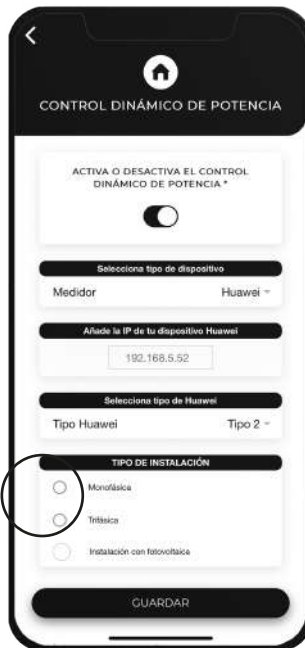 CONTROL DINÁMICO DE POTENCIA
ACTIVA O DESACTIVA EL CONTROL
DINÁMICO DE POTENCIA *
Selecciona tipo de dispositivo
Medidor Huawei
Añade la IP de tu dispositivo Huawei
192.168.5.52
Selecciona tipo de Huawei
Tipo Huawei Tipo 2
TIPO DE INSTALACIÓN
Monofásica
Trifásica
Instalación con fotovoltaica
GUARDAR